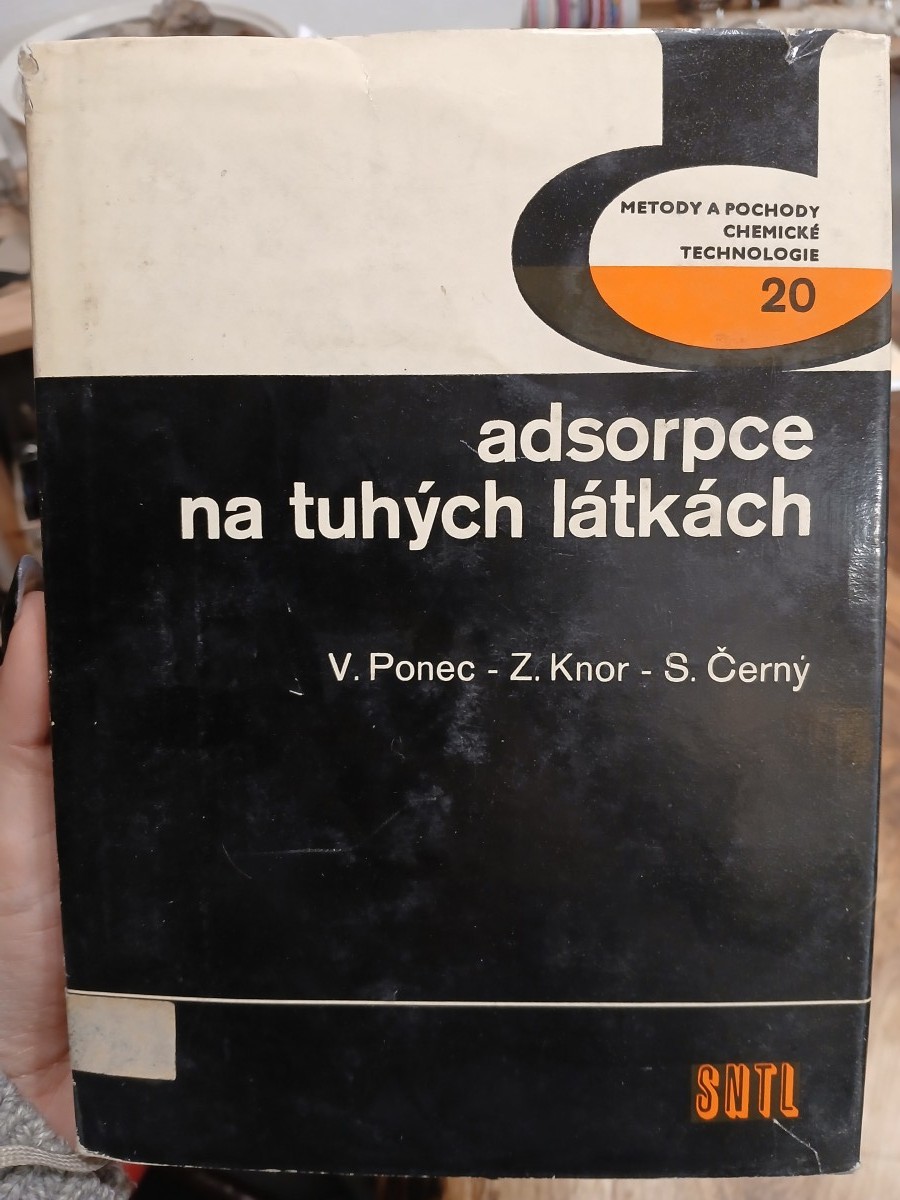 METODY A POCHODY
CHEMICKÉ
TECHNOLOGIE
20
adsorpce
na tuhých látkách
V. Ponec - Z. Knor - S. Černý
SNTL